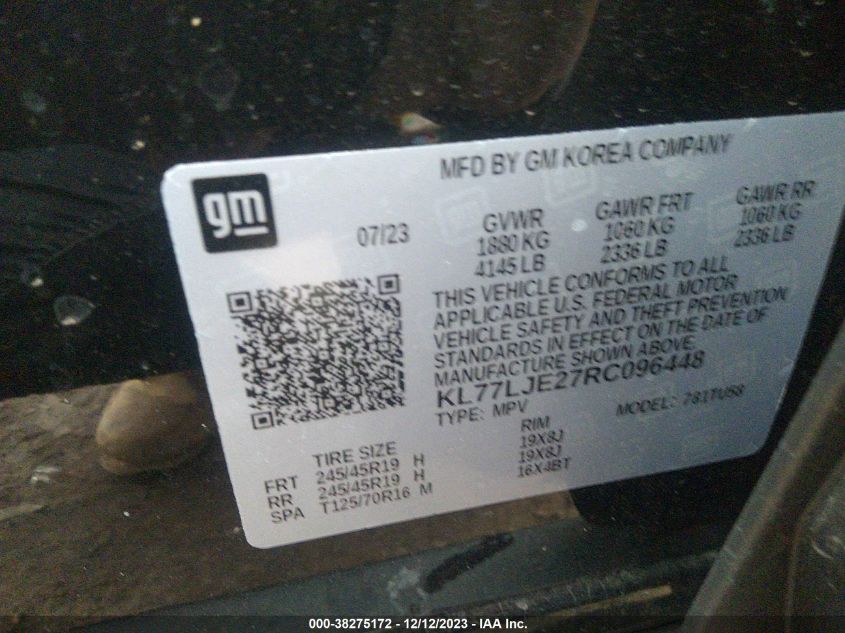 MFD BY GM KOREA COMPANY
gm
07/23
GVWR GAWR FRT GAWR RR
1880 KG 1060 KG 1060 KG
4145 LB 2336 LB 2336 LB
THIS VEHICLE CONFORMS TO ALL
APPLICABLE U.S. FEDERAL MOTOR
VEHICLE SAFETY AND THEFT PREVENTION
STANDARDS IN EFFECT ON THE DATE OF
MANUFACTURE SHOWN ABOVE.
KL77LJE27RC096448
TYPE: MPV MODEL: 781TU58
TIRE SIZE RIM
FRT 245/45R19 H 19X8J
RR 245/45R19 H 19X8J
SPA T125/70R16 M 16X4BT
000-38275172 - 12/12/2023 - IAA Inc.